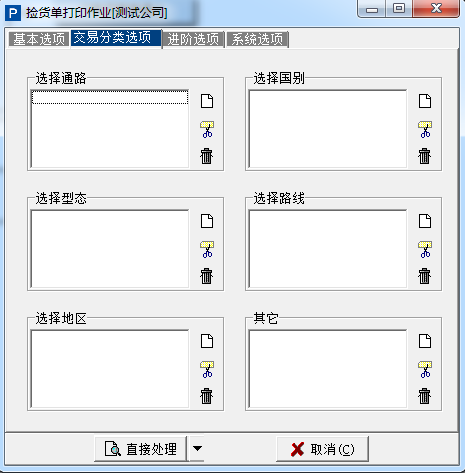 P 捡货单打印作业[测试公司]
基本选项 交易分类选项 进阶选项 系统选项
选择通路 选择国别
选择型态 选择路线
选择地区 其它
直接处理 取消(C)